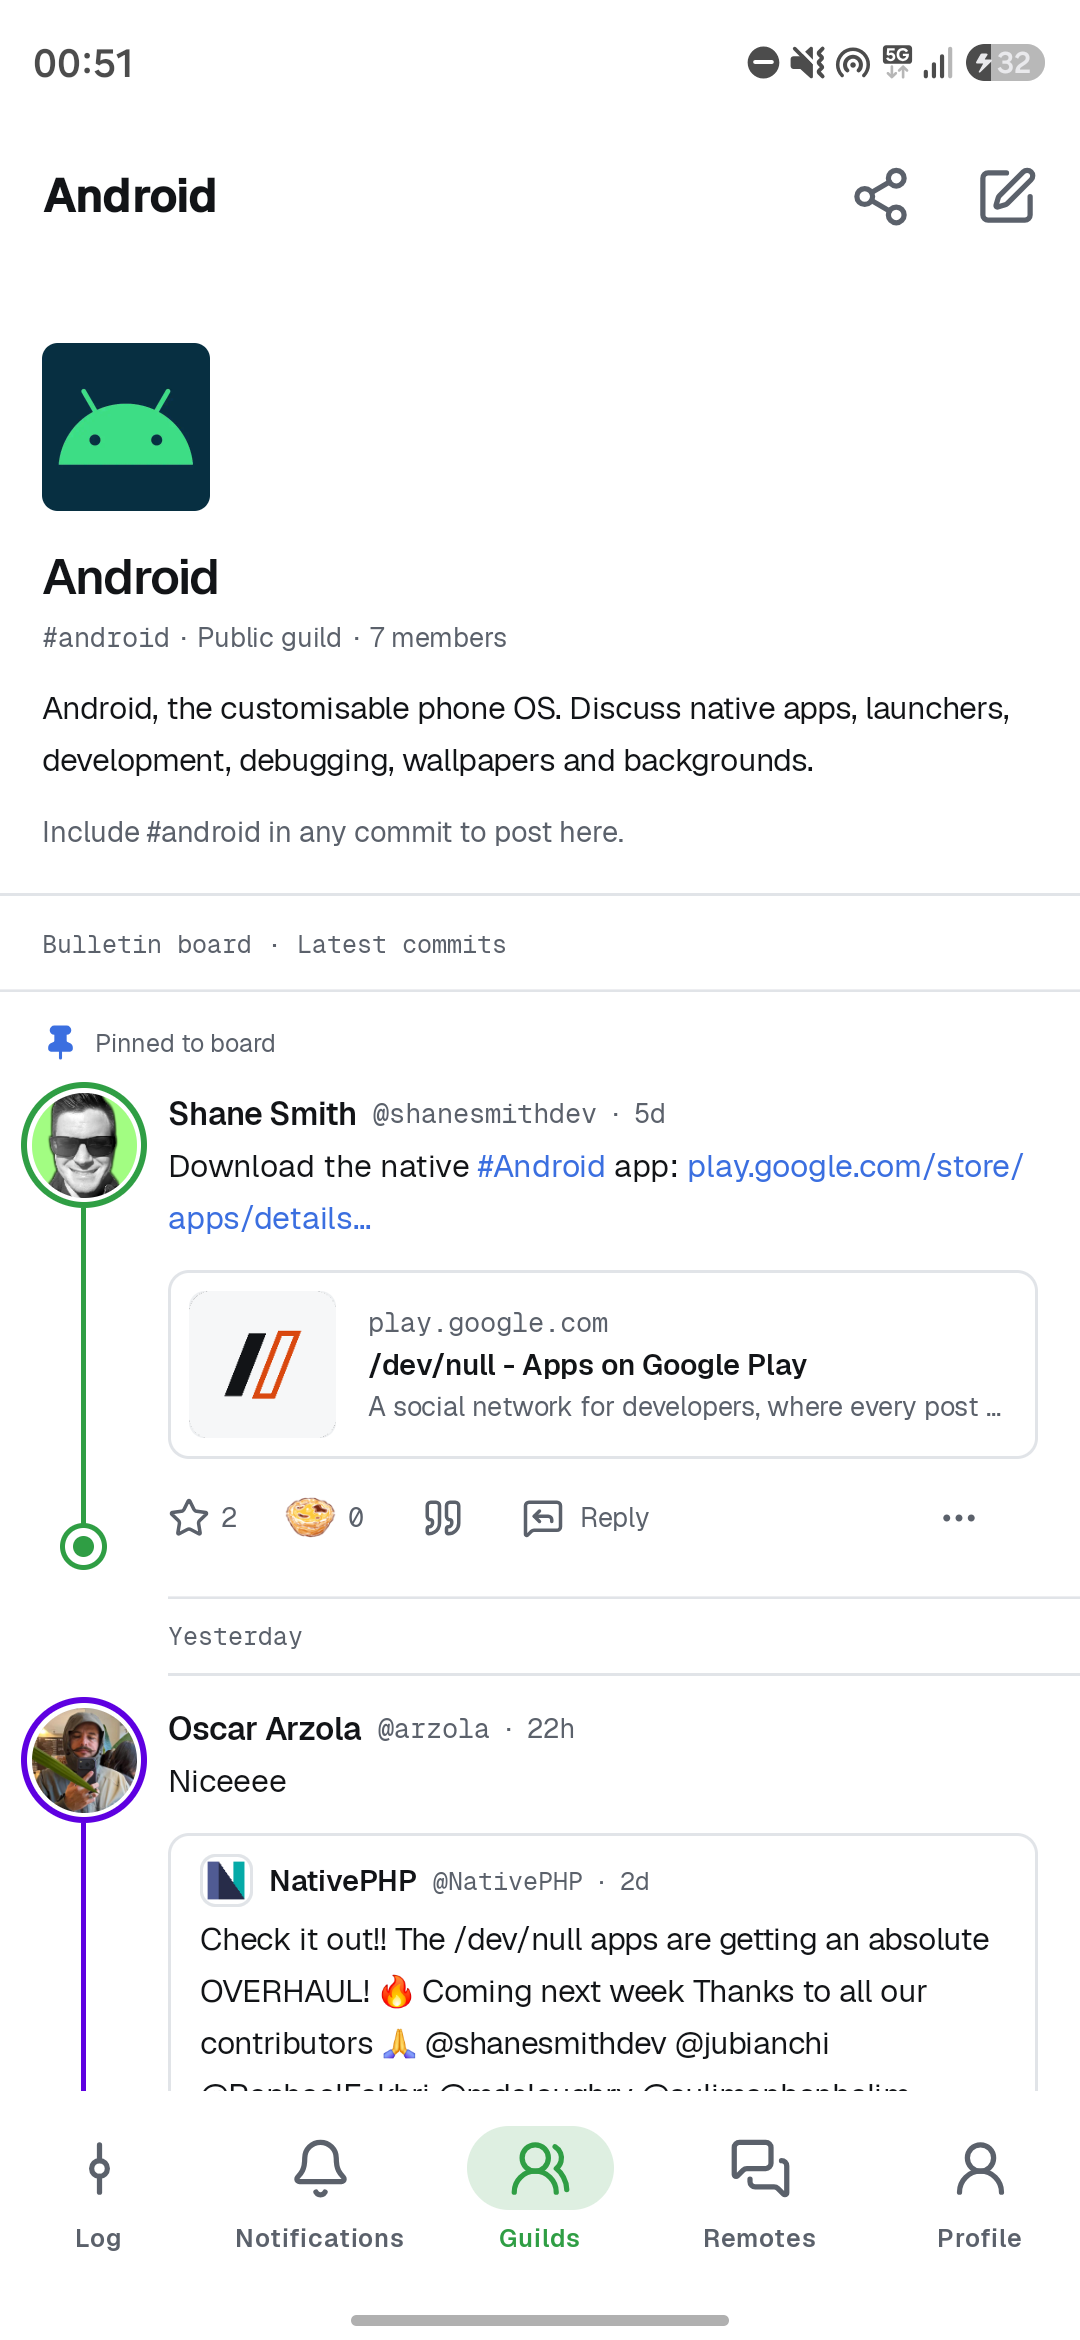 00:51
5G
32
Android
Android
#android · Public guild · 7 members
Android, the customisable phone OS. Discuss native apps, launchers,
development, debugging, wallpapers and backgrounds.
Include #android in any commit to post here.
Bulletin board · Latest commits
Pinned to board
Shane Smith @shanesmithdev · 5d
Download the native #Android app: play.google.com/store/
apps/details…
play.google.com
/dev/null - Apps on Google Play
A social network for developers, where every post …
2
0
Reply
Yesterday
Oscar Arzola @arzola · 22h
Niceeee
NativePHP @NativePHP · 2d
Check it out!! The /dev/null apps are getting an absolute
OVERHAUL! 🔥 Coming next week Thanks to all our
contributors 🙏 @shanesmithdev @jubianchi
Log
Notifications
Guilds
Remotes
Profile